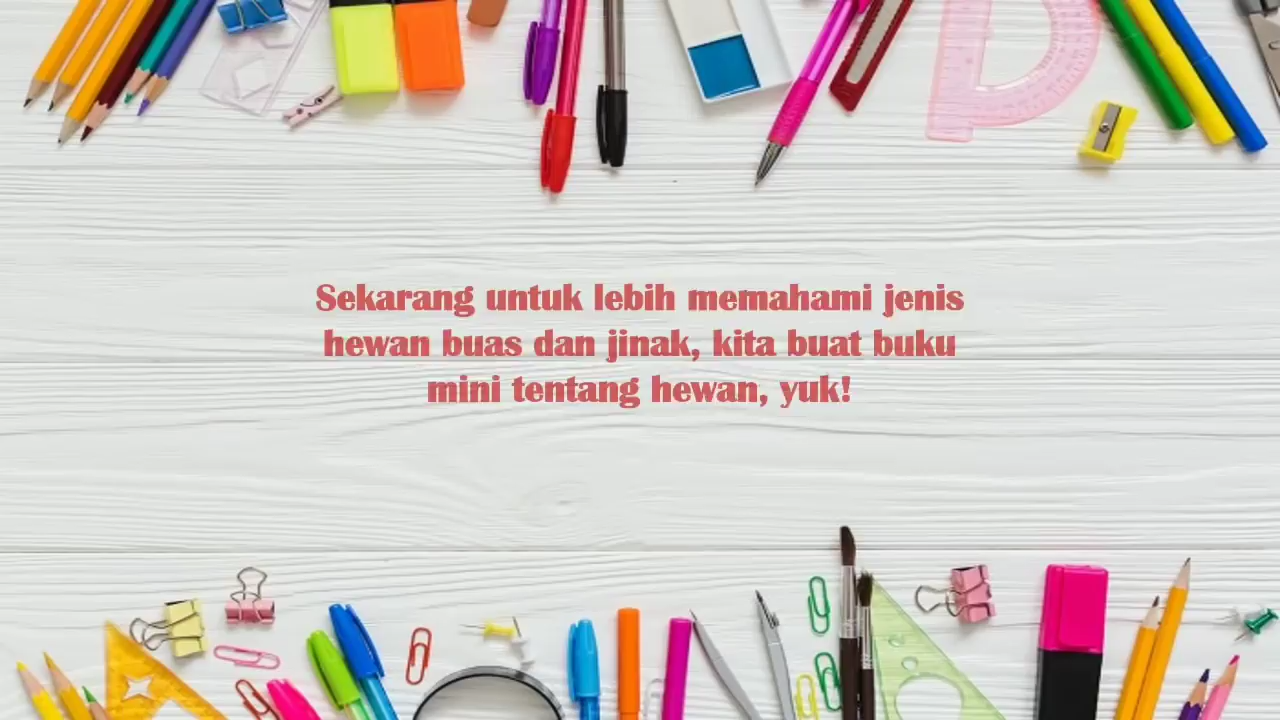 Sekarang untuk lebih memahami jenis
hewan buas dan jinak, kita buat buku
mini tentang hewan, yuk!